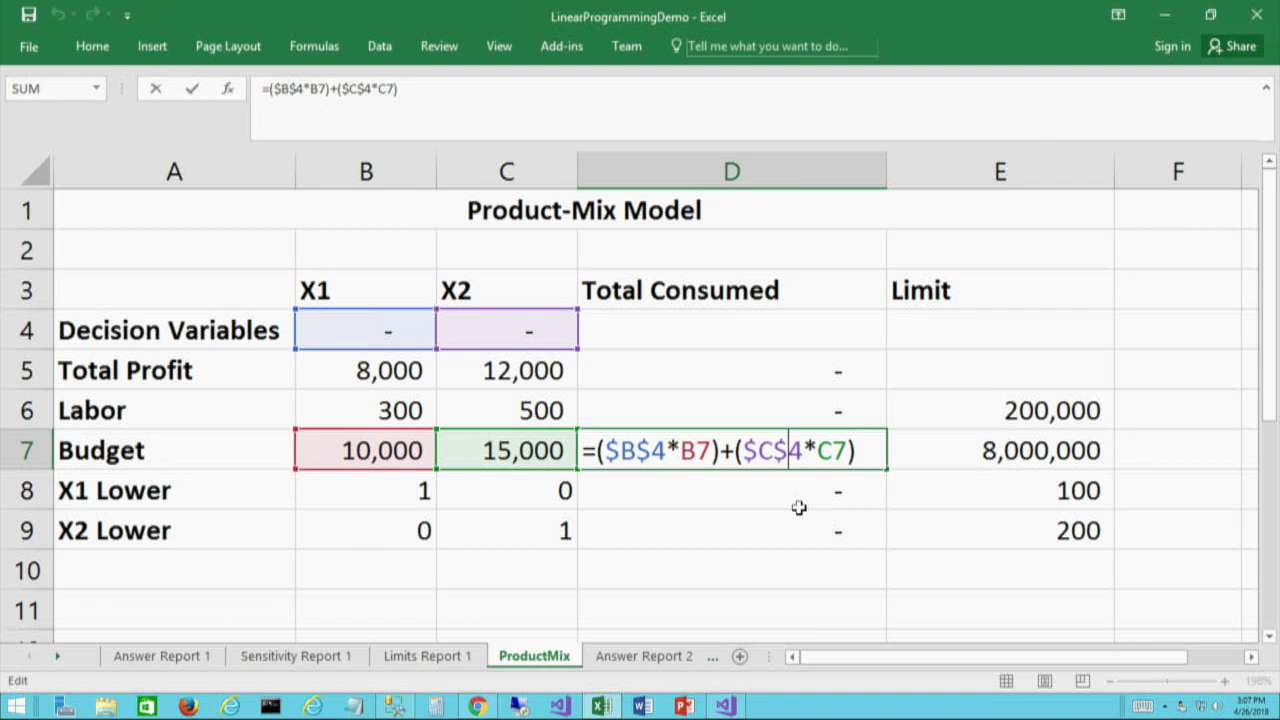 LinearProgrammingDemo - Excel
File Home Insert Page Layout Formulas Data Review View Add-ins Team Tell me what you want to do... Sign in Share
SUM fx =($B$4*B7)+($C$4*C7)
A B C D E F
1 Product-Mix Model
2
3 X1 X2 Total Consumed Limit
4 Decision Variables - -
5 Total Profit 8,000 12,000 -
6 Labor 300 500 - 200,000
7 Budget 10,000 15,000 =($B$4*B7)+($C$4*C7) 8,000,000
8 X1 Lower 1 0 - 100
9 X2 Lower 0 1 - 200
10
11
Answer Report 1 Sensitivity Report 1 Limits Report 1 ProductMix Answer Report 2 ...
Edit 198%
3:07 PM
4/26/2018